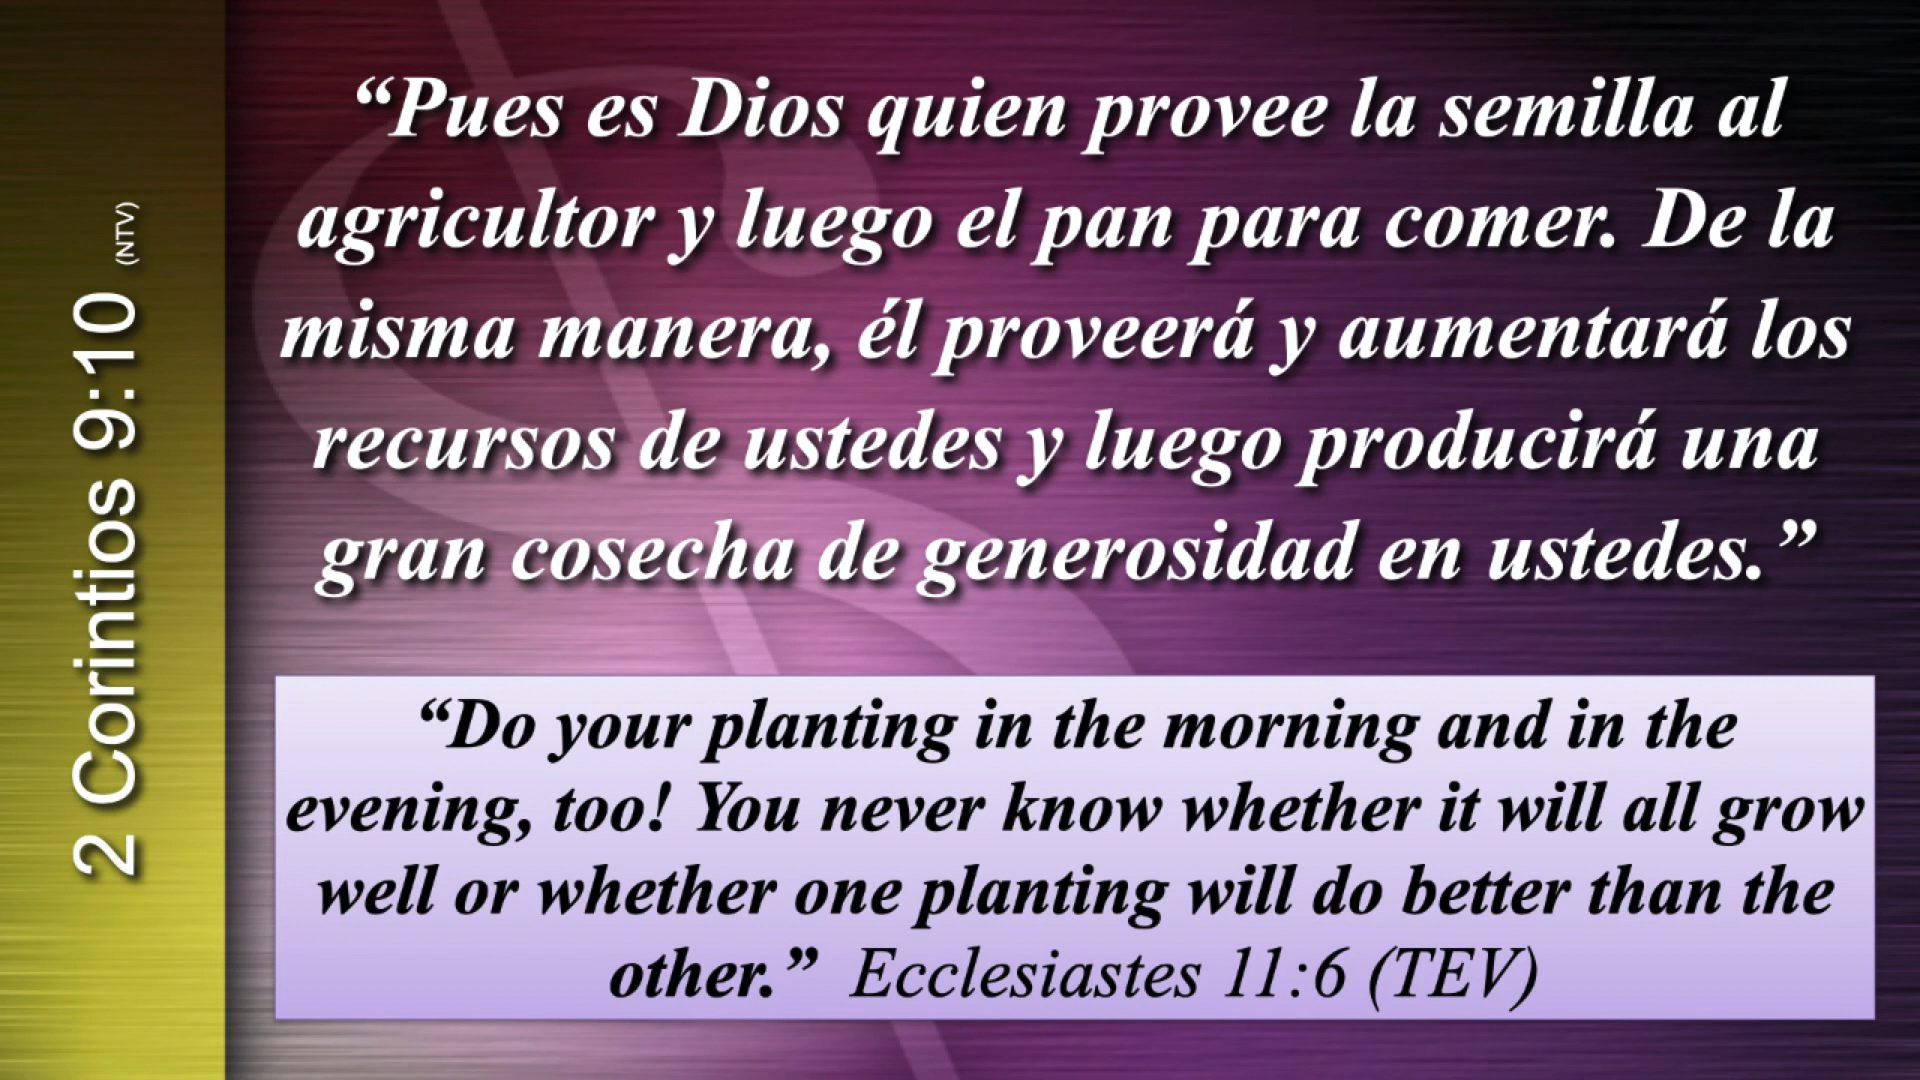 2 Corintios 9:10 (NTV)
“Pues es Dios quien provee la semilla al
agricultor y luego el pan para comer. De la
misma manera, él proveerá y aumentará los
recursos de ustedes y luego producirá una
gran cosecha de generosidad en ustedes.”
“Do your planting in the morning and in the
evening, too! You never know whether it will all grow
well or whether one planting will do better than the
other.” Ecclesiastes 11:6 (TEV)